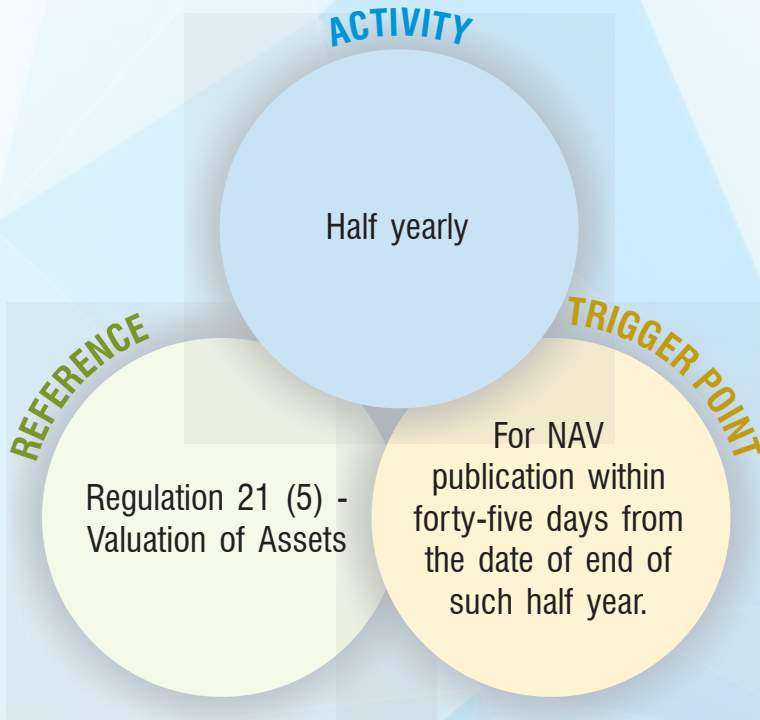 ACTIVITY
Half yearly
REFERENCE
Regulation 21 (5) -
Valuation of Assets
TRIGGER POINT
For NAV
publication within
forty-five days from
the date of end of
such half year.